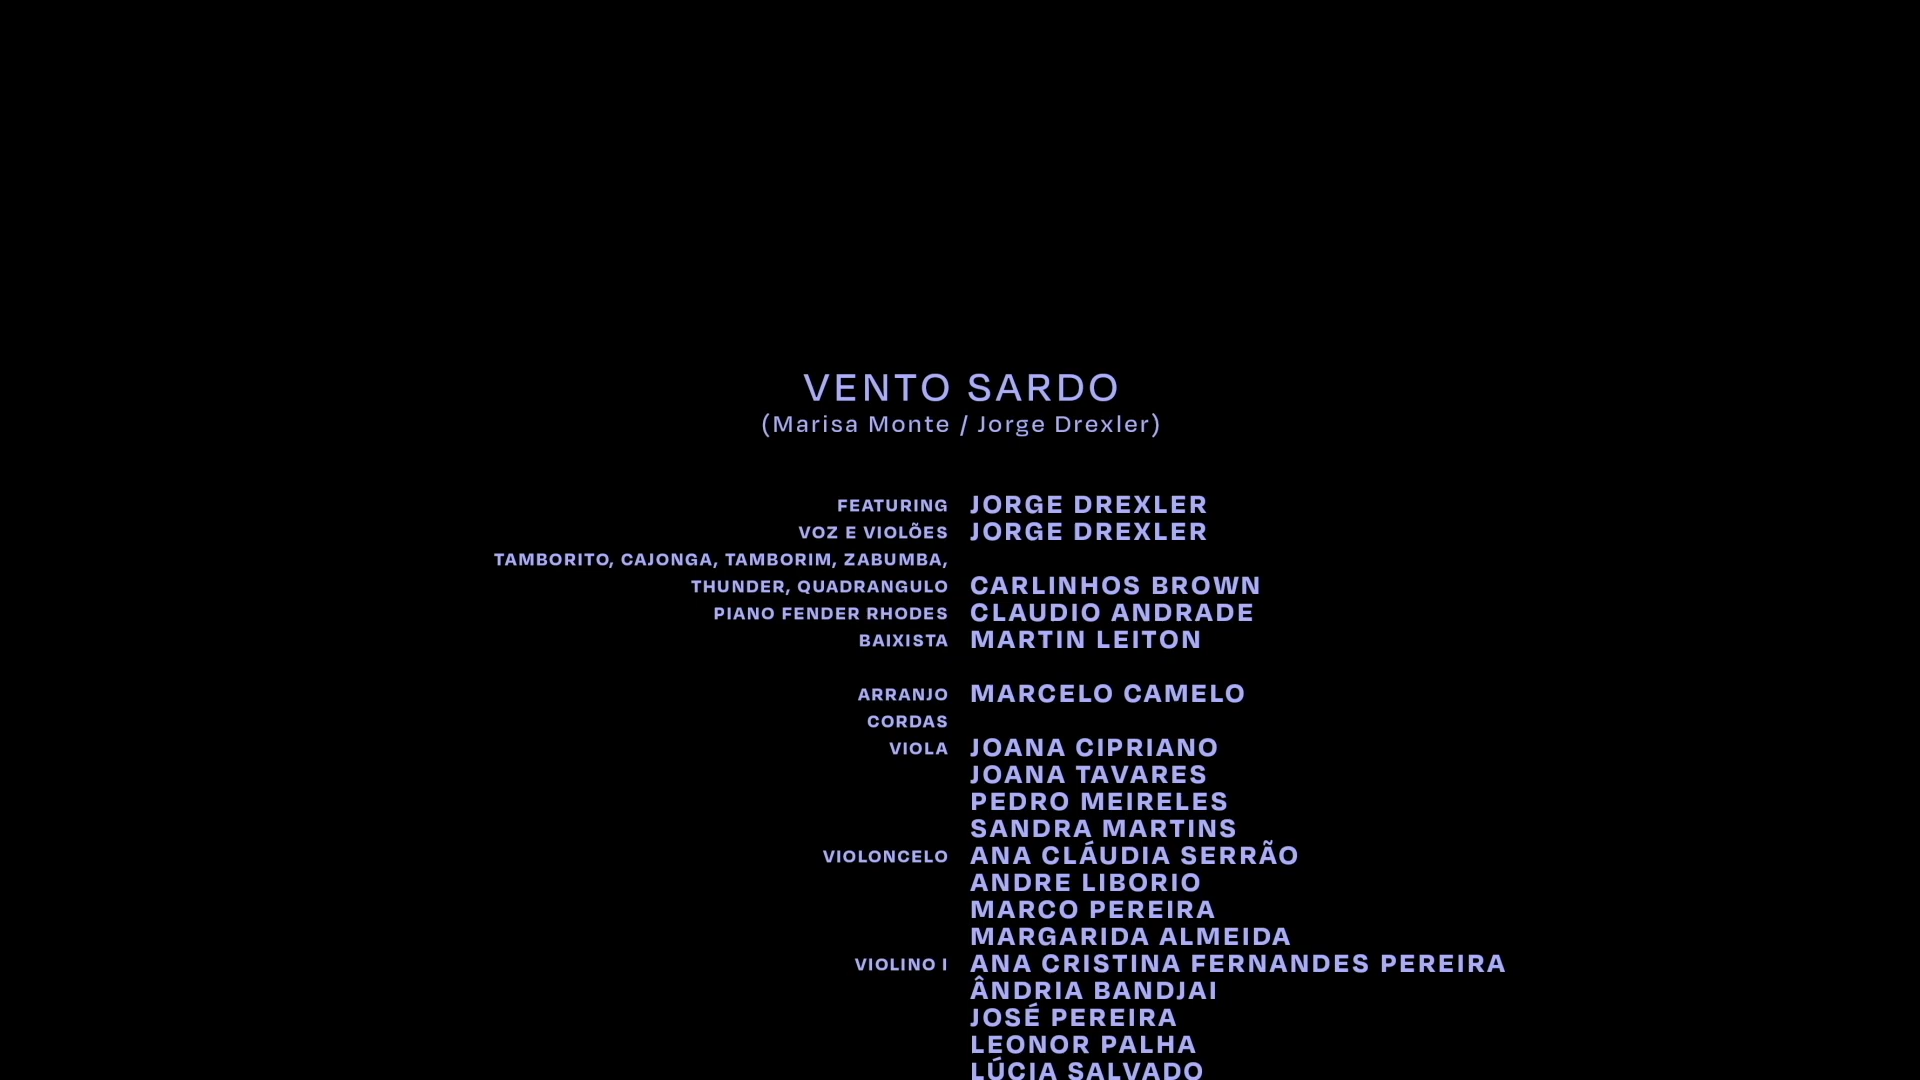 VENTO SARDO
(Marisa Monte / Jorge Drexler)
FEATURING JORGE DREXLER
VOZ E VIOLÕES JORGE DREXLER
TAMBORITO, CAJONGA, TAMBORIM, ZABUMBA,
THUNDER, QUADRANGULO CARLINHOS BROWN
PIANO FENDER RHODES CLAUDIO ANDRADE
BAIXISTA MARTIN LEITON
ARRANJO MARCELO CAMELO
CORDAS
VIOLA JOANA CIPRIANO
JOANA TAVARES
PEDRO MEIRELES
SANDRA MARTINS
VIOLONCELO ANA CLÁUDIA SERRÃO
ANDRE LIBORIO
MARCO PEREIRA
MARGARIDA ALMEIDA
VIOLINO I ANA CRISTINA FERNANDES PEREIRA
ÂNDRIA BANDJAI
JOSÉ PEREIRA
LEONOR PALHA
LÚCIA SALVADO